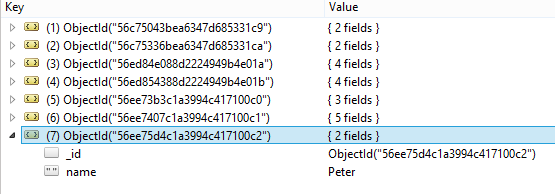 Key Value
(1) ObjectId("56c75043bea6347d685331c9") { 2 fields }
(2) ObjectId("56c75336bea6347d685331ca") { 2 fields }
(3) ObjectId("56ed84e088d2224949b4e01a") { 4 fields }
(4) ObjectId("56ed854388d2224949b4e01b") { 4 fields }
(5) ObjectId("56ee73b3c1a3994c417100c0") { 5 fields }
(6) ObjectId("56ee7407c1a3994c417100c1") { 5 fields }
(7) ObjectId("56ee75d4c1a3994c417100c2") { 2 fields }
_id ObjectId("56ee75d4c1a3994c417100c2")
" " name Peter